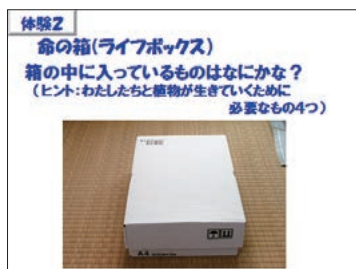 体験2
命の箱(ライフボックス)
箱の中に入っているものはなにかな？
（ヒント：わたしたちと植物が生きていくために
必要なもの4つ）
A4